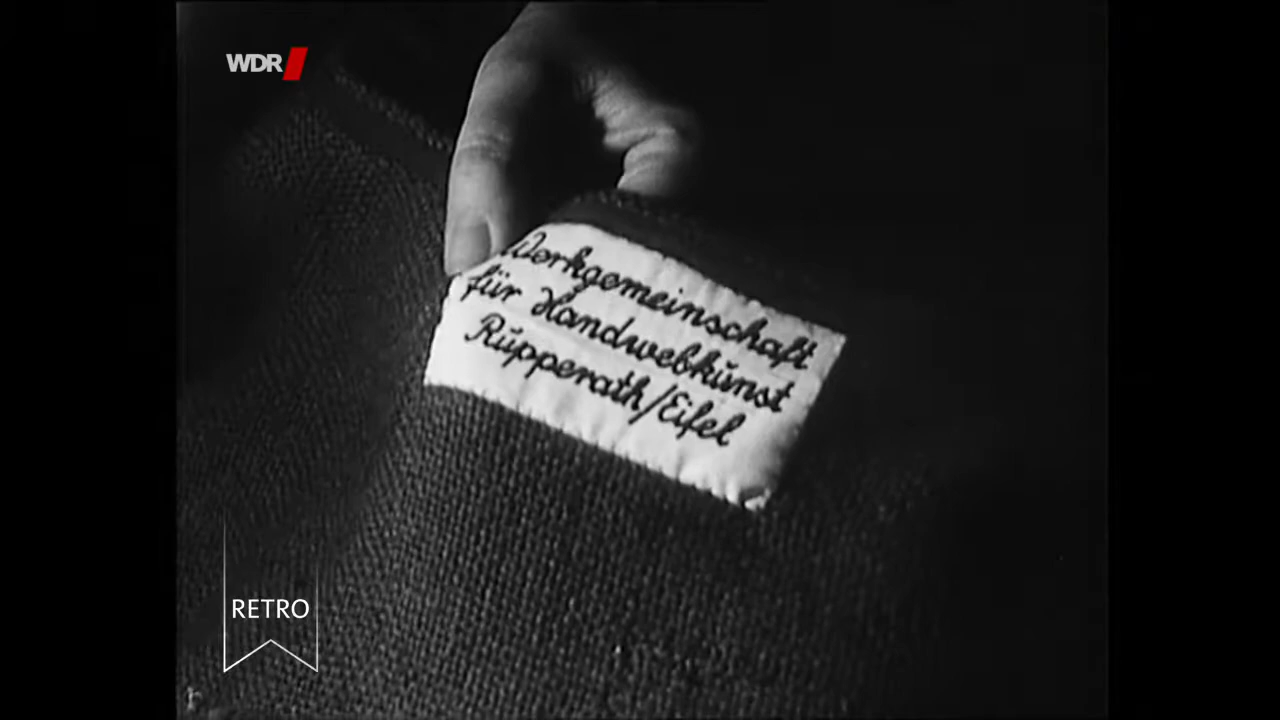 WDR
Werkgemeinschaft
für Handwebkunst
Rupperath/Eifel
RETRO